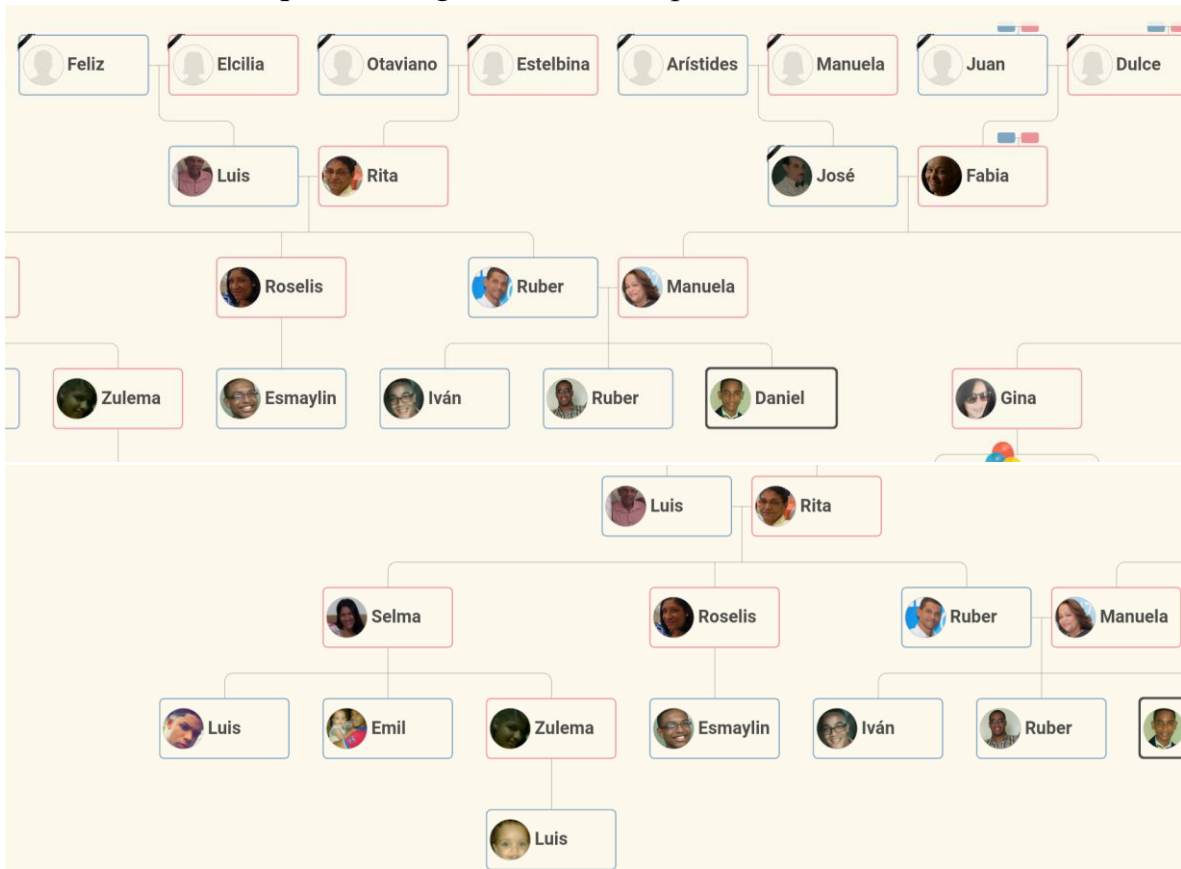 Feliz Elcilia Otaviano Estelbina Arístides Manuela Juan Dulce
Luis Rita José Fabia
Roselis Ruber Manuela
Zulema Esmaylin Iván Ruber Daniel Gina
Luis Rita
Selma Roselis Ruber Manuela
Luis Emil Zulema Esmaylin Iván Ruber
Luis